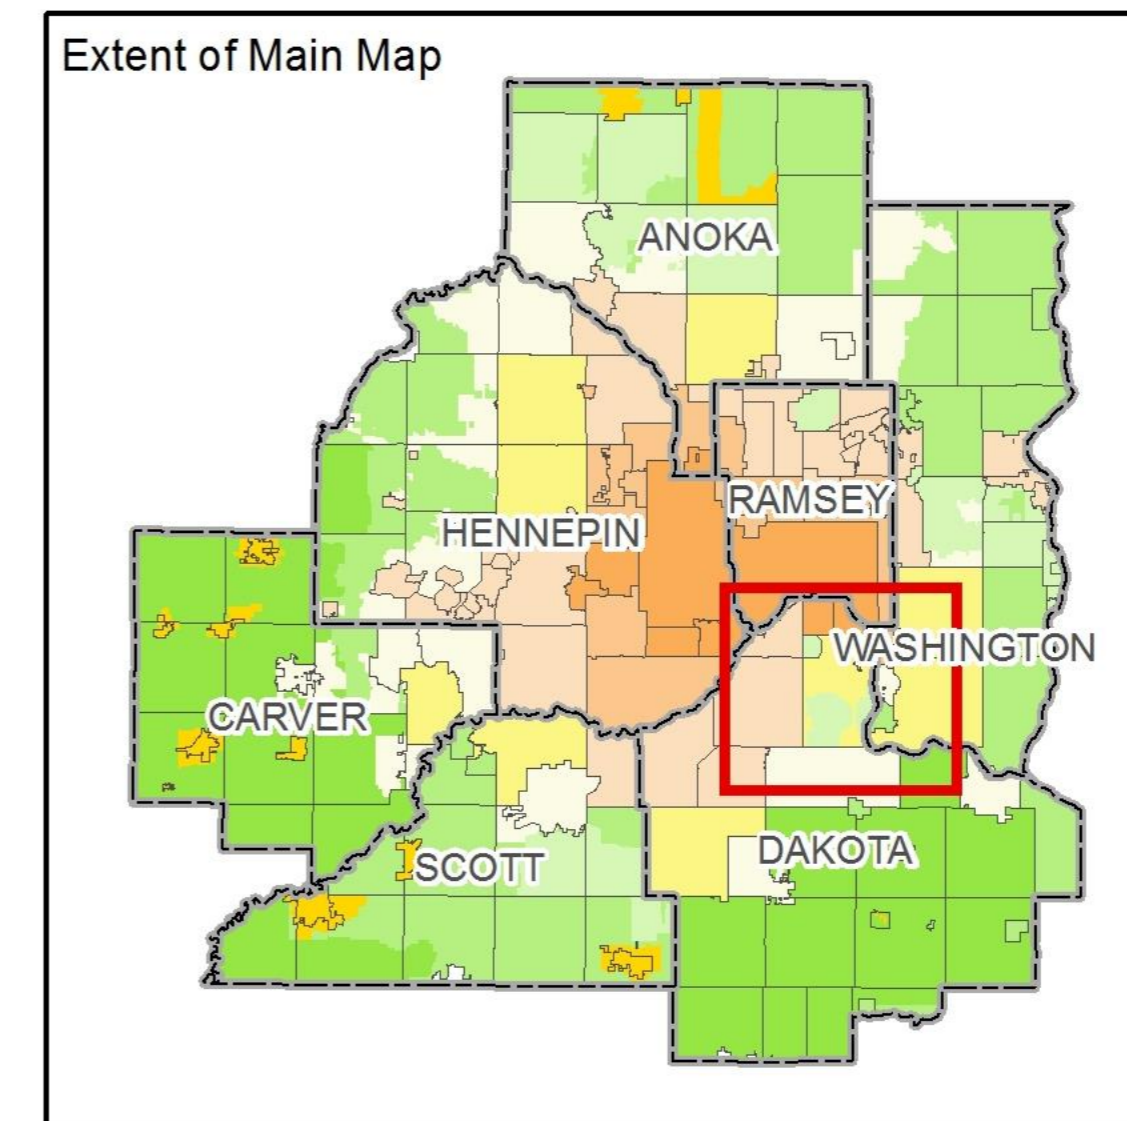 Extent of Main Map
ANOKA
RAMSEY
HENNEPIN
WASHINGTON
CARVER
SCOTT
DAKOTA